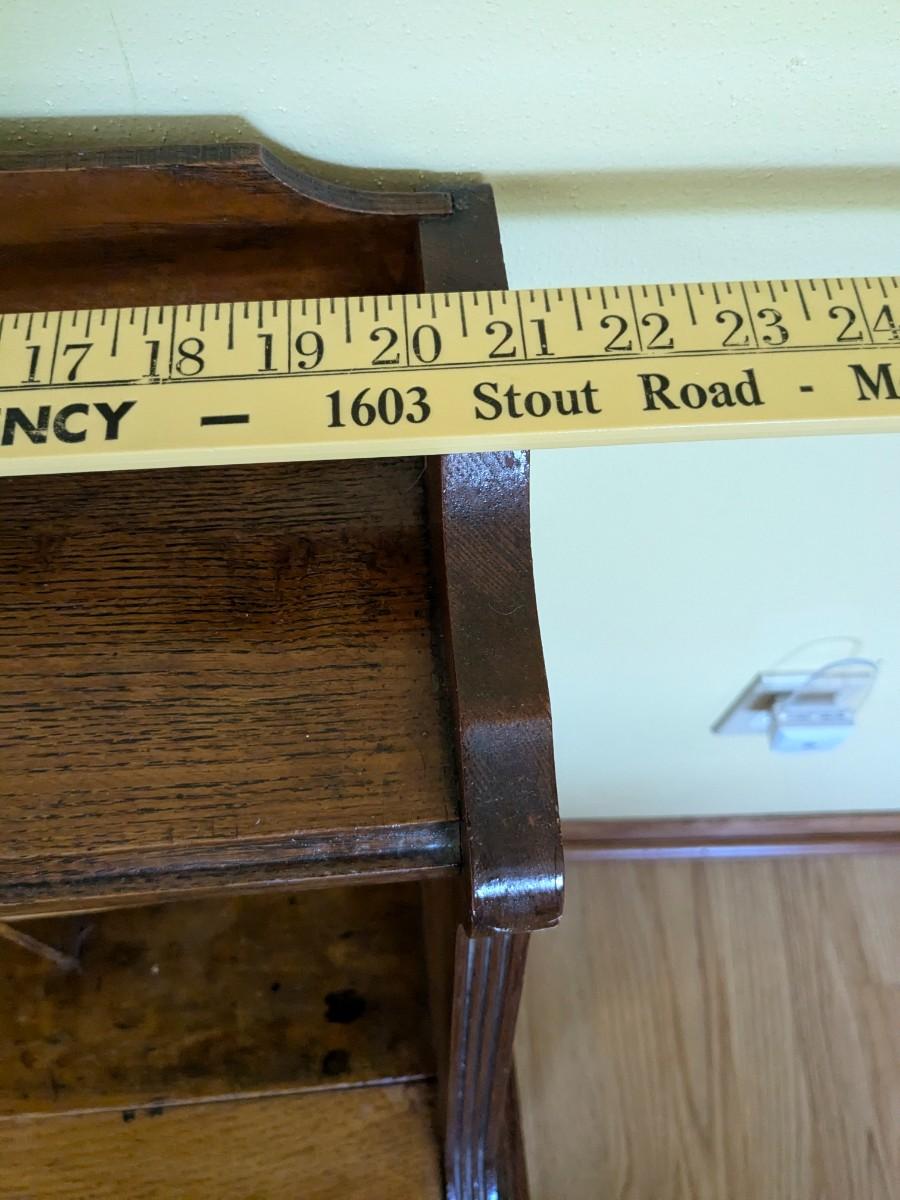 17 18 19 20 21 22 23 24
NCY — 1603 Stout Road - M